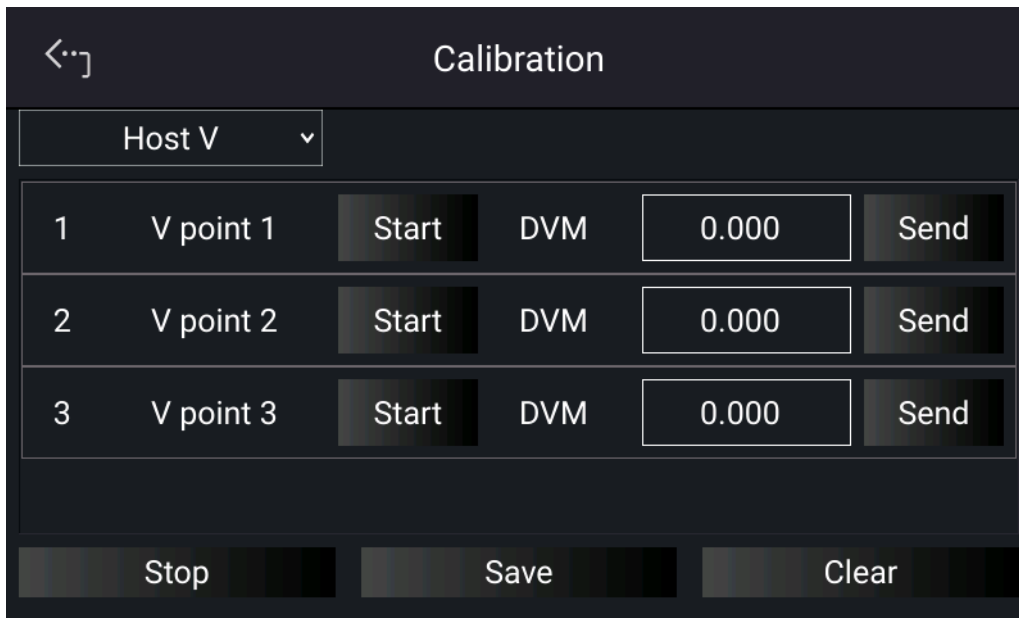 Calibration
Host V
1 V point 1 Start DVM 0.000 Send
2 V point 2 Start DVM 0.000 Send
3 V point 3 Start DVM 0.000 Send
Stop Save Clear